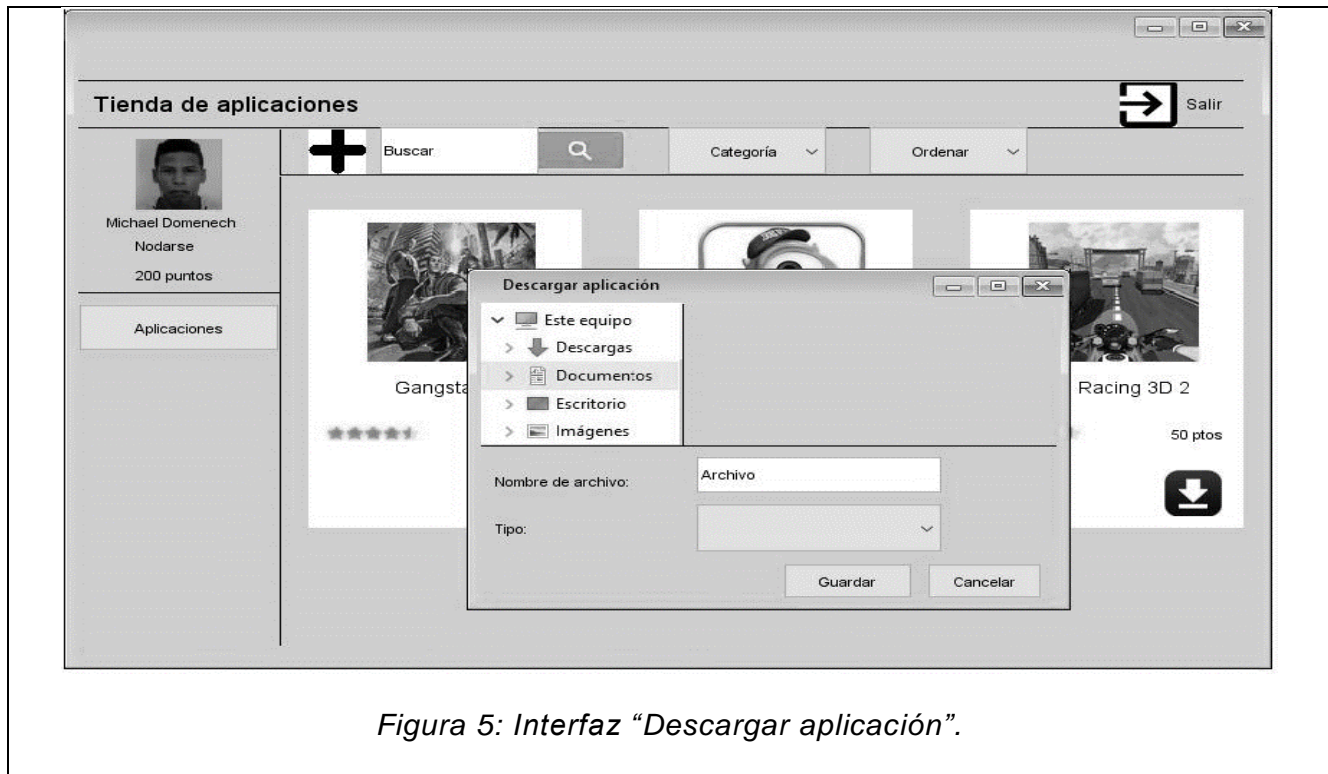 Tienda de aplicaciones
Salir
Buscar
Categoría
Ordenar
Michael Domenech
Nodarse
200 puntos
Aplicaciones
Descargar aplicación
Este equipo
Descargas
Documentos
Escritorio
Imágenes
Nombre de archivo:
Archivo
Tipo:
Guardar
Cancelar
Gangsta
Racing 3D 2
50 ptos
Figura 5: Interfaz “Descargar aplicación”.